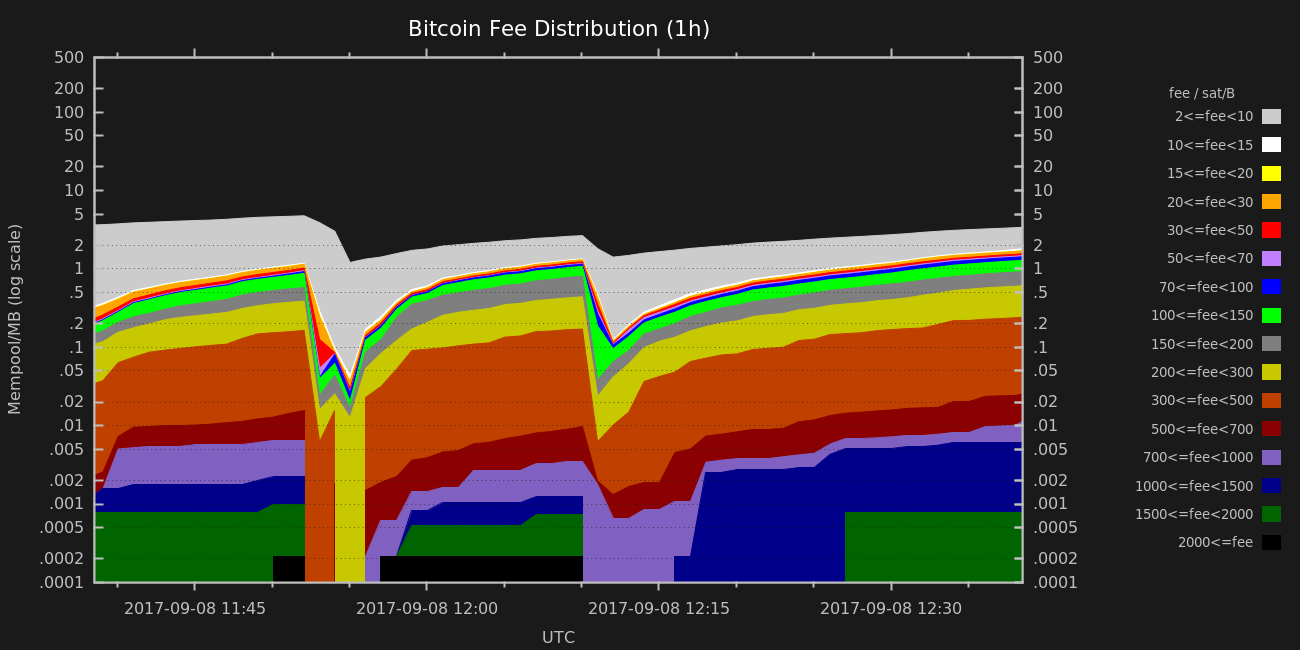 Bitcoin Fee Distribution (1h)
Mempool/MB (log scale)
500
200
100
50
20
10
5
2
1
.5
.2
.1
.05
.02
.01
.005
.002
.001
.0005
.0002
.0001
500
200
100
50
20
10
5
2
1
.5
.2
.1
.05
.02
.01
.005
.002
.001
.0005
.0002
.0001
2017-09-08 11:45
2017-09-08 12:00
2017-09-08 12:15
2017-09-08 12:30
UTC
fee / sat/B
2<=fee<10
10<=fee<15
15<=fee<20
20<=fee<30
30<=fee<50
50<=fee<70
70<=fee<100
100<=fee<150
150<=fee<200
200<=fee<300
300<=fee<500
500<=fee<700
700<=fee<1000
1000<=fee<1500
1500<=fee<2000
2000<=fee